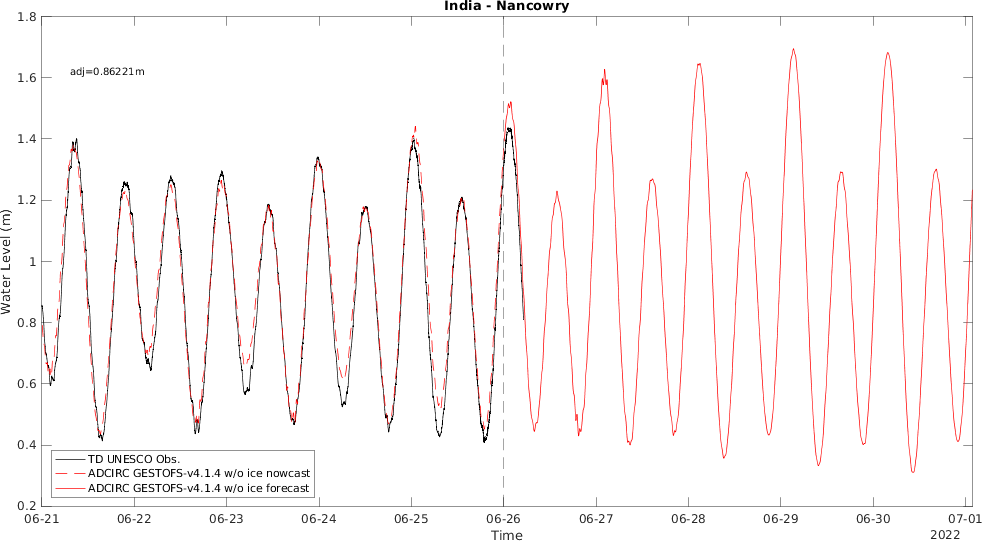 India - Nancowry
1.8
1.6
1.4
1.2
1
0.8
0.6
0.4
0.2
Water Level (m)
adj=0.86221m
TD UNESCO Obs.
ADCIRC GESTOFS-v4.1.4 w/o ice nowcast
ADCIRC GESTOFS-v4.1.4 w/o ice forecast
06-21 06-22 06-23 06-24 06-25 06-26 06-27 06-28 06-29 06-30 07-01
Time
2022